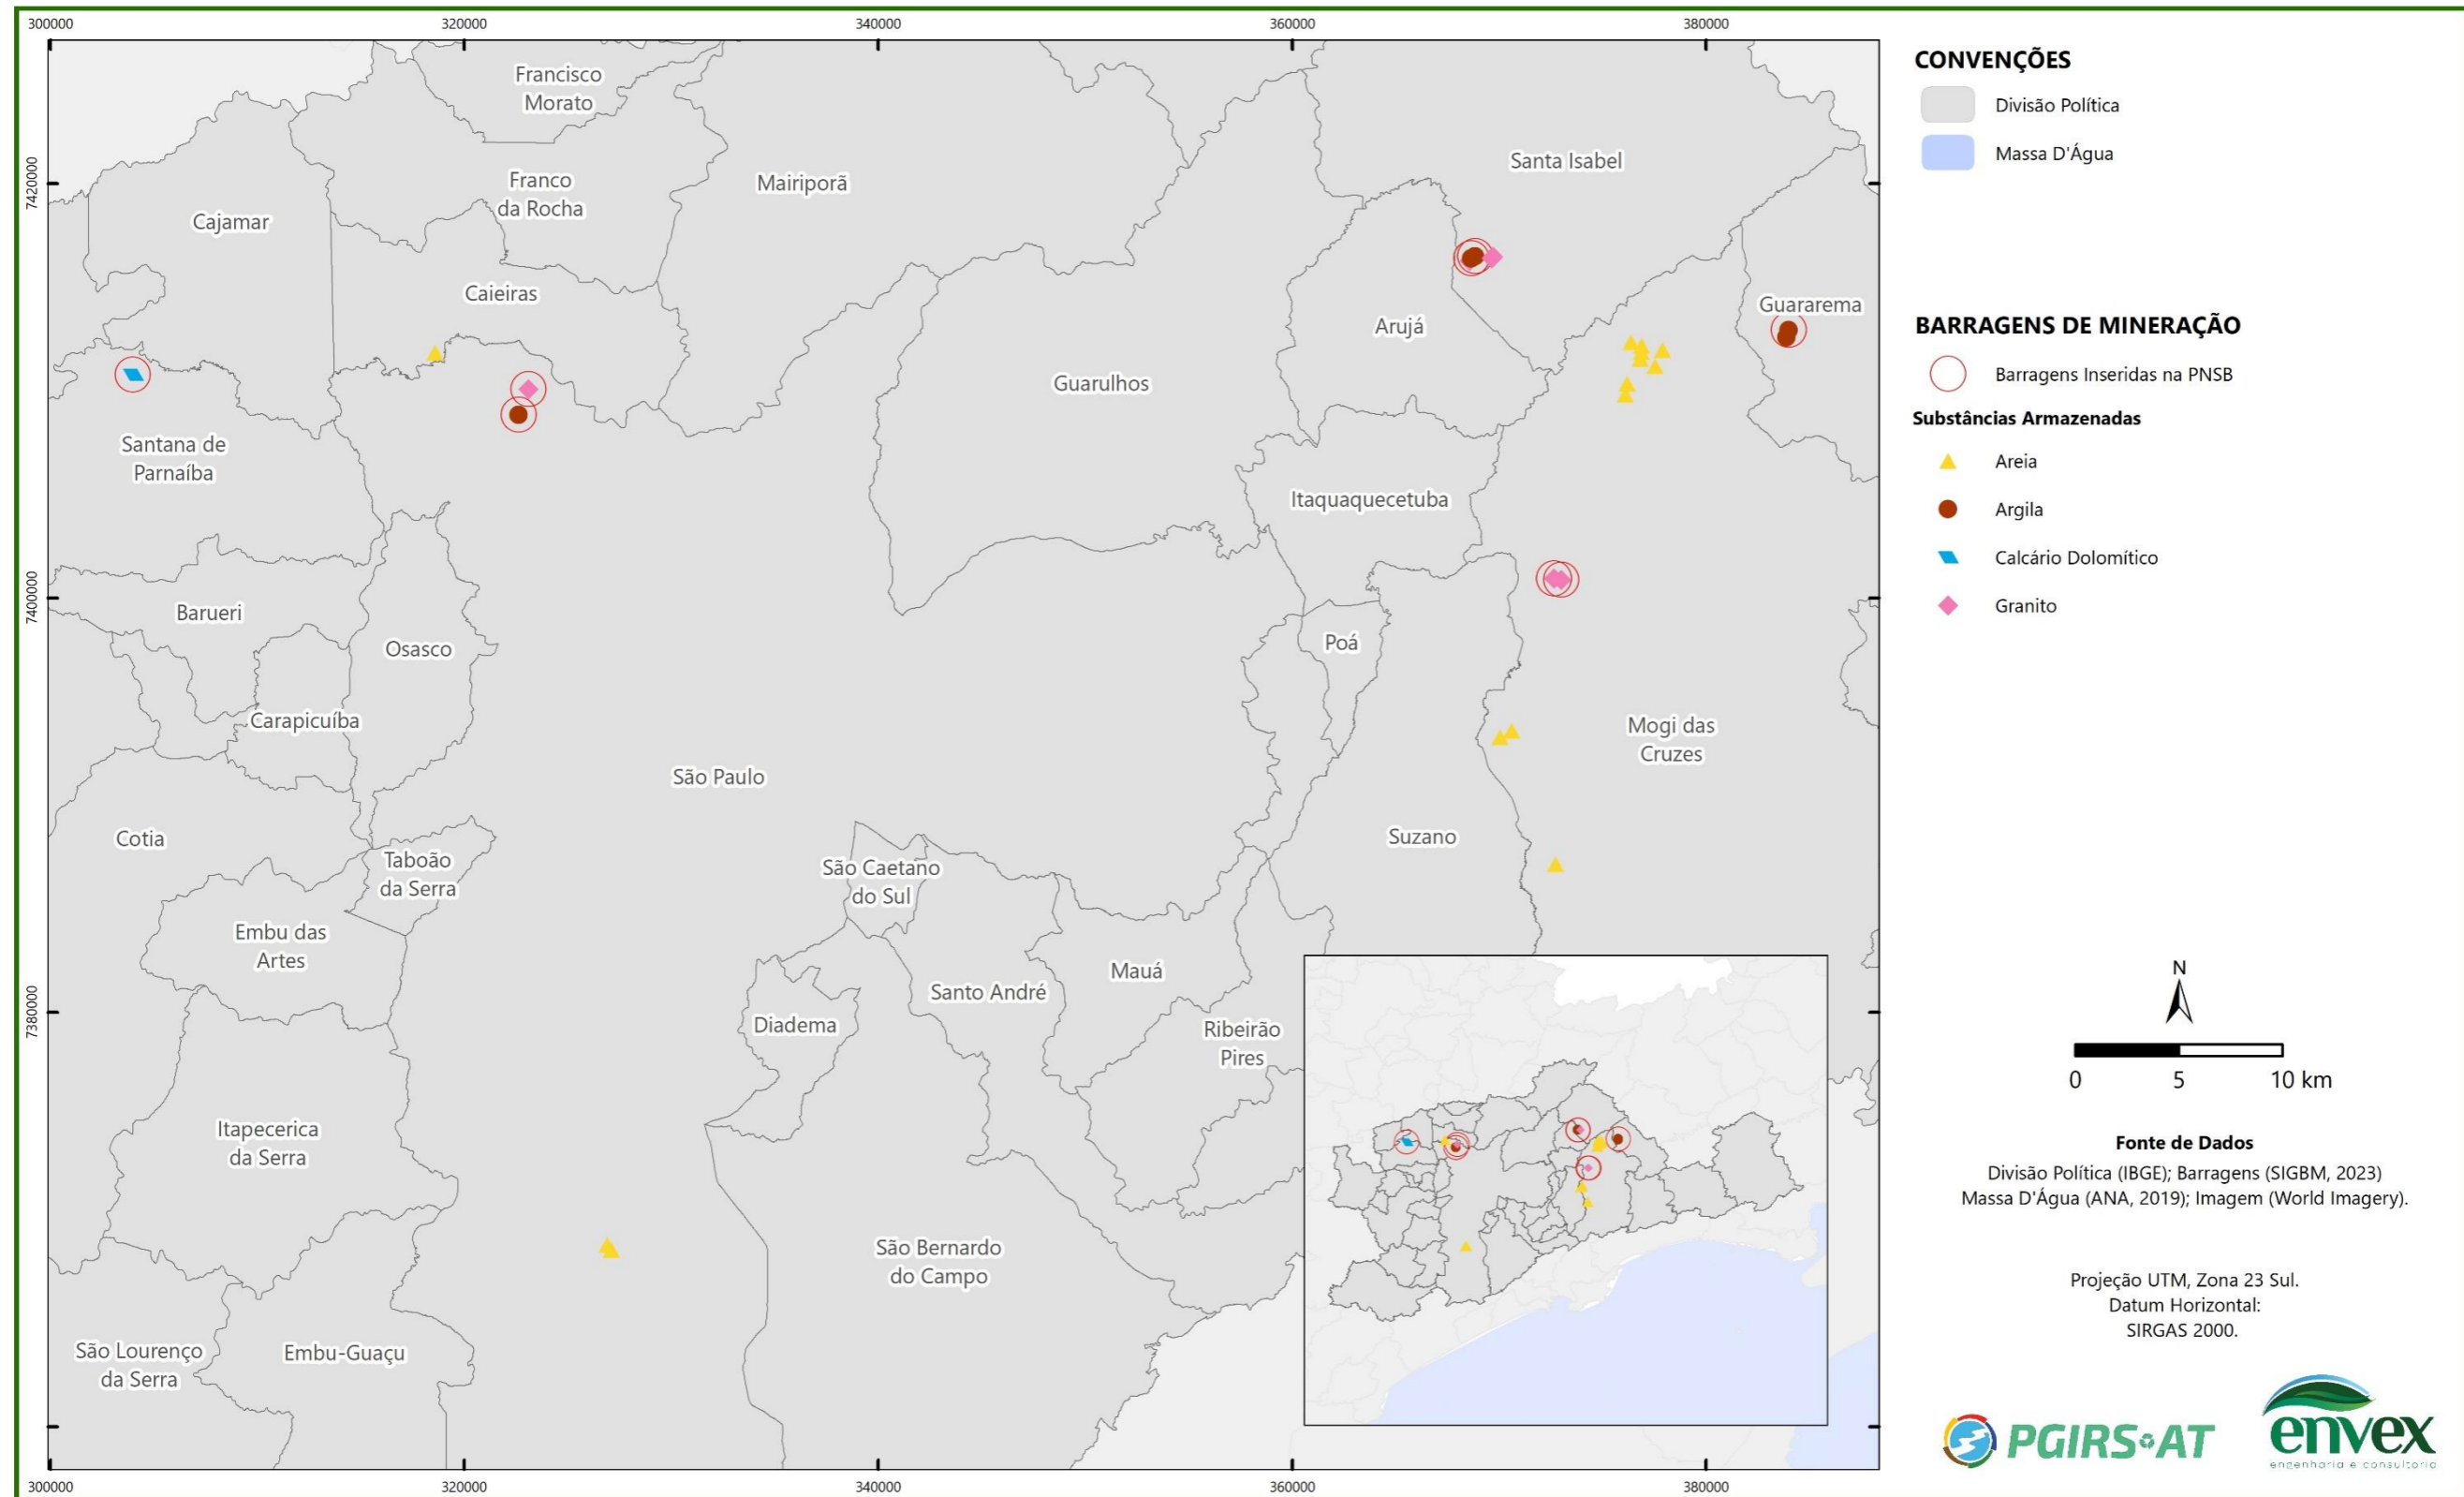 300000
320000
340000
360000
380000
7420000
7400000
7380000
Francisco
Morato
Franco
da Rocha
Mairiporã
Santa Isabel
Cajamar
Caieiras
Guararema
Arujá
Guarulhos
Santana de
Parnaíba
Itaquaquecetuba
Barueri
Osasco
Poá
Carapicuíba
Mogi das
Cruzes
São Paulo
Suzano
Cotia
Taboão
da Serra
São Caetano
do Sul
Embu das
Artes
Mauá
Santo André
Diadema
Ribeirão
Pires
Itapecerica
da Serra
São Bernardo
do Campo
São Lourenço
da Serra
Embu-Guaçu
300000
320000
340000
360000
380000
CONVENÇÕES
Divisão Política
Massa D'Água
BARRAGENS DE MINERAÇÃO
Barragens Inseridas na PNSB
Substâncias Armazenadas
Areia
Argila
Calcário Dolomítico
Granito
N
0 5 10 km
Fonte de Dados
Divisão Política (IBGE); Barragens (SIGBM, 2023)
Massa D'Água (ANA, 2019); Imagem (World Imagery).
Projeção UTM, Zona 23 Sul.
Datum Horizontal:
SIRGAS 2000.
PGIRS AT
envex
engenharia e consultoria